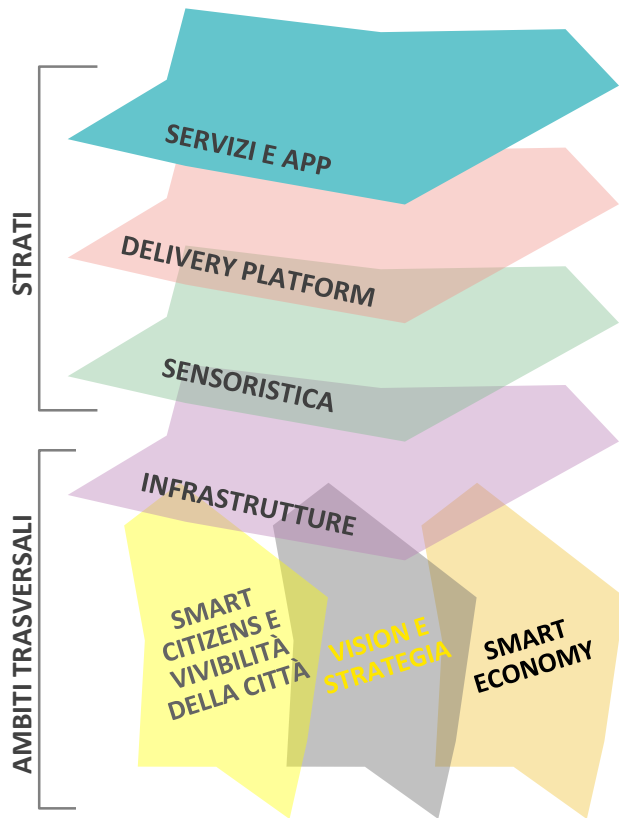 STRATI
SERVIZI E APP
DELIVERY PLATFORM
SENSORISTICA
INFRASTRUTTURE
AMBITI TRASVERSALI
SMART
CITIZENS E
VIVIBILITÀ
DELLA CITTÀ
VISION E
STRATEGIA
SMART
ECONOMY